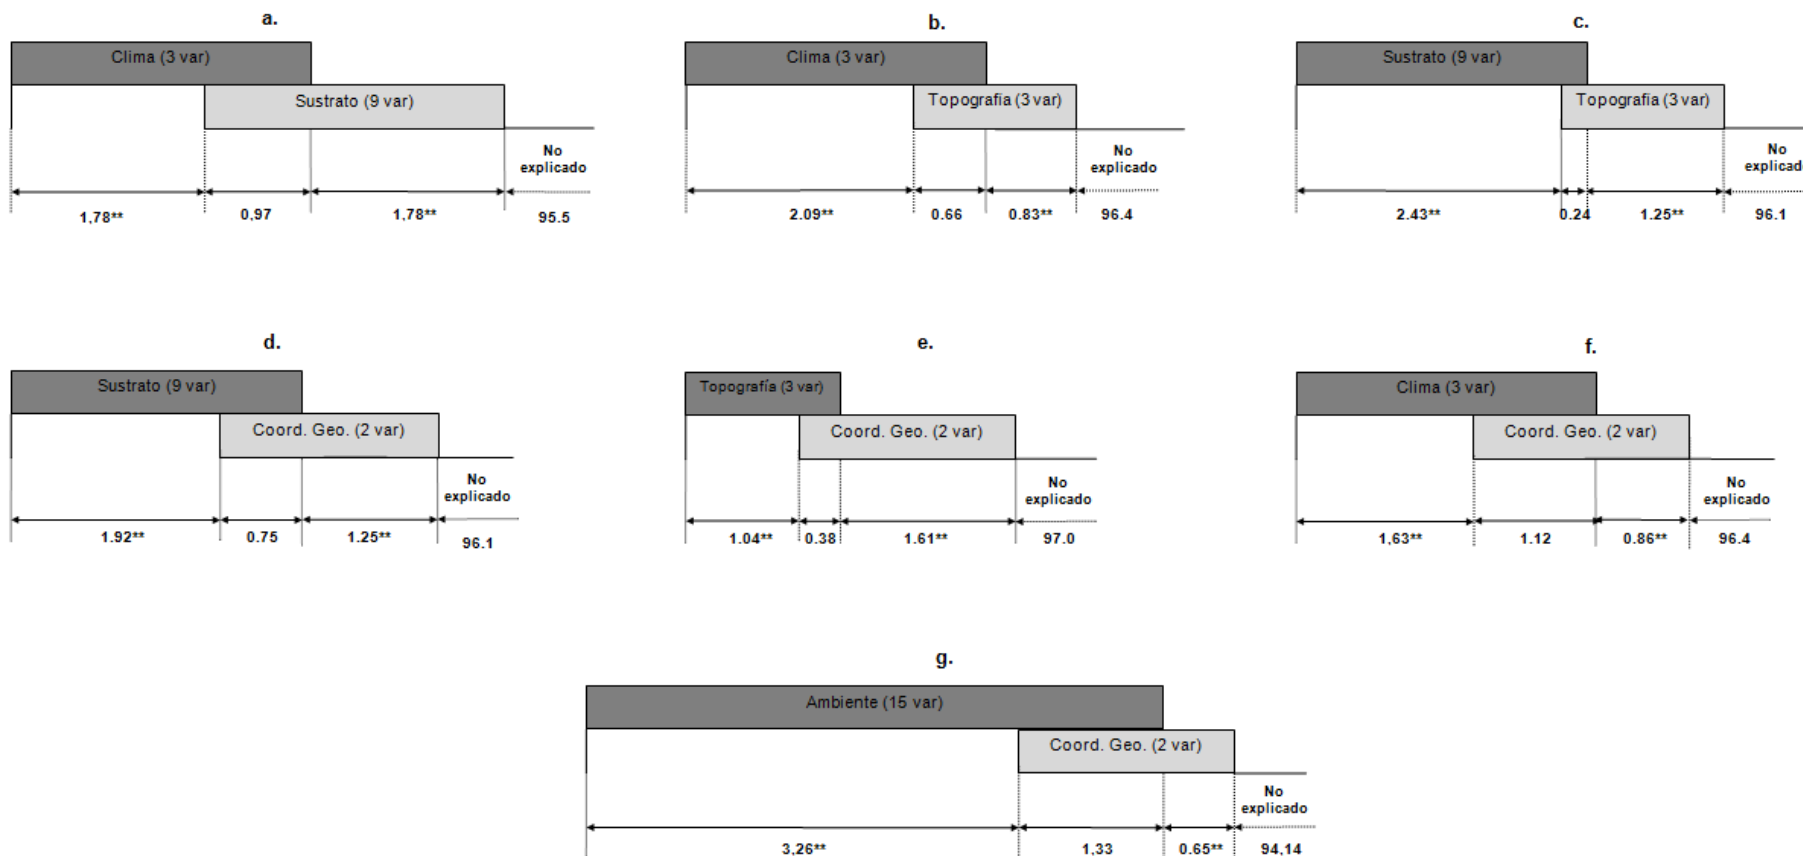 a.
Clima (3 var)
Sustrato (9 var)
No
explicado
1,78** 0,97 1,78** 95.5
b.
Clima (3 var)
Topografia (3 var)
No
explicado
2.09** 0.66 0.83** 96.4
c.
Sustrato (9 var)
Topografia (3 var)
No
explicado
2.43** 0.24 1.25** 96.1
d.
Sustrato (9 var)
Coord. Geo. (2 var)
No
explicado
1.92** 0.75 1.25** 96.1
e.
Topografía (3 var)
Coord. Geo. (2 var)
No
explicado
1.04** 0.38 1.61** 97.0
f.
Clima (3 var)
Coord. Geo. (2 var)
No
explicado
1,63** 1.12 0.86** 96.4
g.
Ambiente (15 var)
Coord. Geo. (2 var)
No
explicado
3,26** 1,33 0.65** 94,14